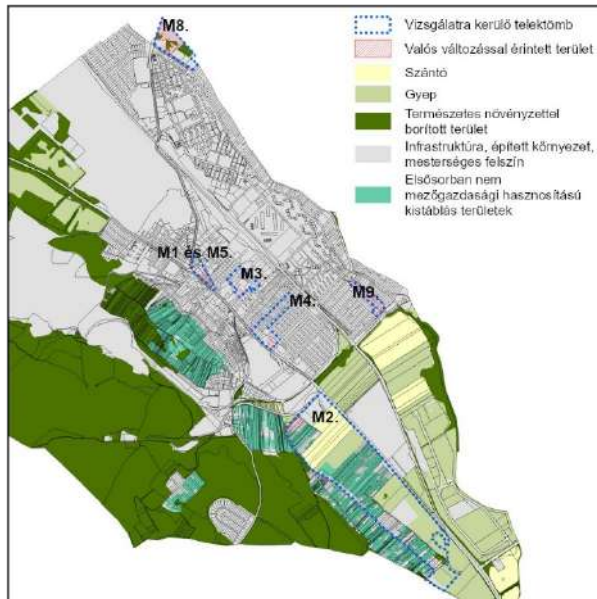 M8.
Vizsgálatra kerülő telektömb
Valós változással érintett terület
Szántó
Gyep
Természetes növényzettel
borított terület
Infrastruktúra, épített környezet,
mesterséges felszín
Elsősorban nem
mezőgazdasági hasznosítású
kistáblás területek
M1 és M5.
M3.
M4.
M9.
M2.